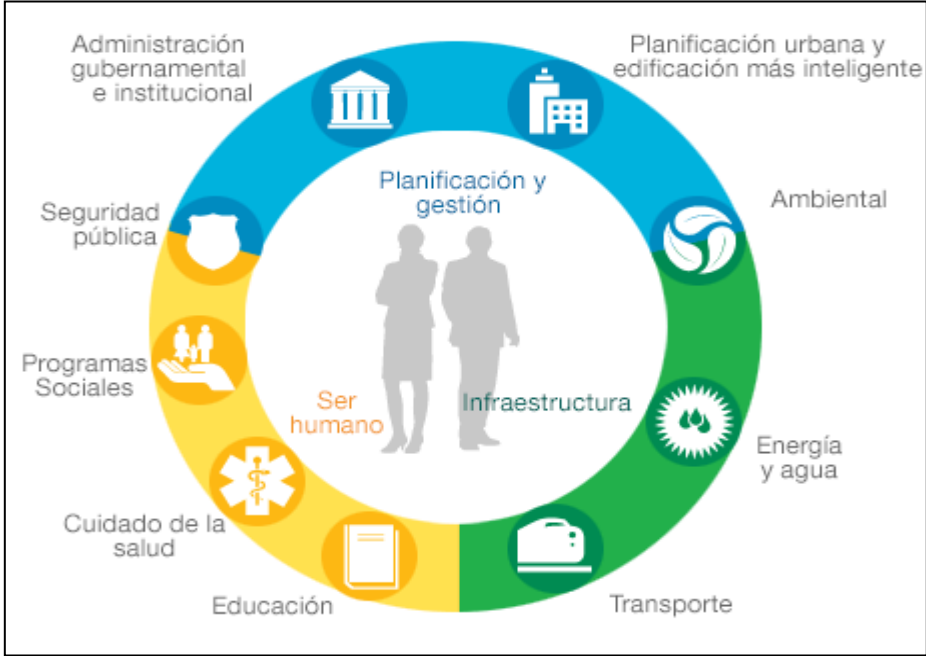 Administración
gubernamental
e institucional
Planificación urbana y
edificación más inteligente
Planificación y
gestión
Seguridad
pública
Ambiental
Programas
Sociales
Ser
humano
Infraestructura
Energía
y agua
Cuidado de la
salud
Educación
Transporte